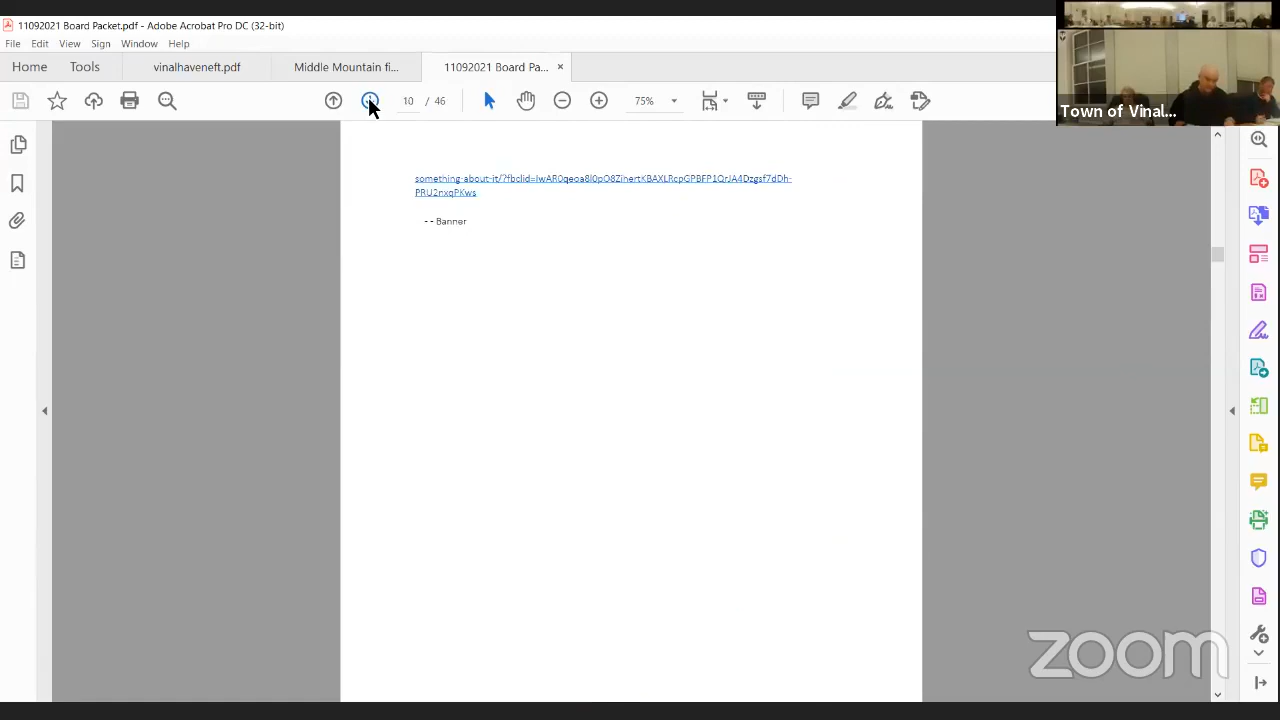 11092021 Board Packet.pdf - Adobe Acrobat Pro DC (32-bit)
File Edit View Sign Window Help
Home Tools vinalhaveneft.pdf Middle Mountain fi... 11092021 Board Pa... ×
10 / 46 75%
Town of Vinal...
something-about-it/?fbclid=IwAR0qeoa8l0pO8ZinertKBAXLRcpGPBFP1QrJA4Dzgsf7dDh-
PRU2nxqPKws
- - Banner
zoom